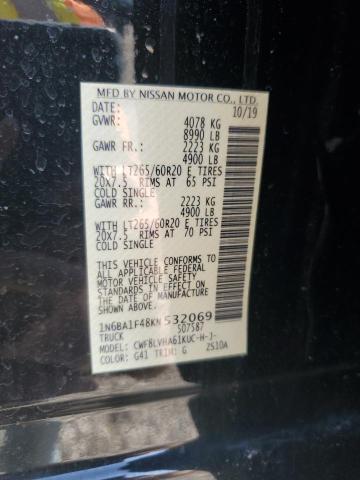 MFD BY NISSAN MOTOR CO., LTD.
DATE: 10/19
GVWR: 4078 KG
8990 LB
GAWR FR.: 2223 KG
4900 LB
WITH LT265/60R20 E TIRES
20X7.5 RIMS AT 65 PSI
COLD SINGLE
GAWR RR.: 2223 KG
4900 LB
WITH LT265/60R20 E TIRES
20X7.5 RIMS AT 70 PSI
COLD SINGLE
THIS VEHICLE CONFORMS TO
ALL APPLICABLE FEDERAL
MOTOR VEHICLE SAFETY
STANDARDS IN EFFECT
ON THE DATE OF MANUFACTURE
SHOWN ABOVE.
1N6BA1F48KN532069
TRUCK 507587
MODEL: CWF8LVHA61KUC-H-J-
COLOR: G41 TRIM: G ZS10A